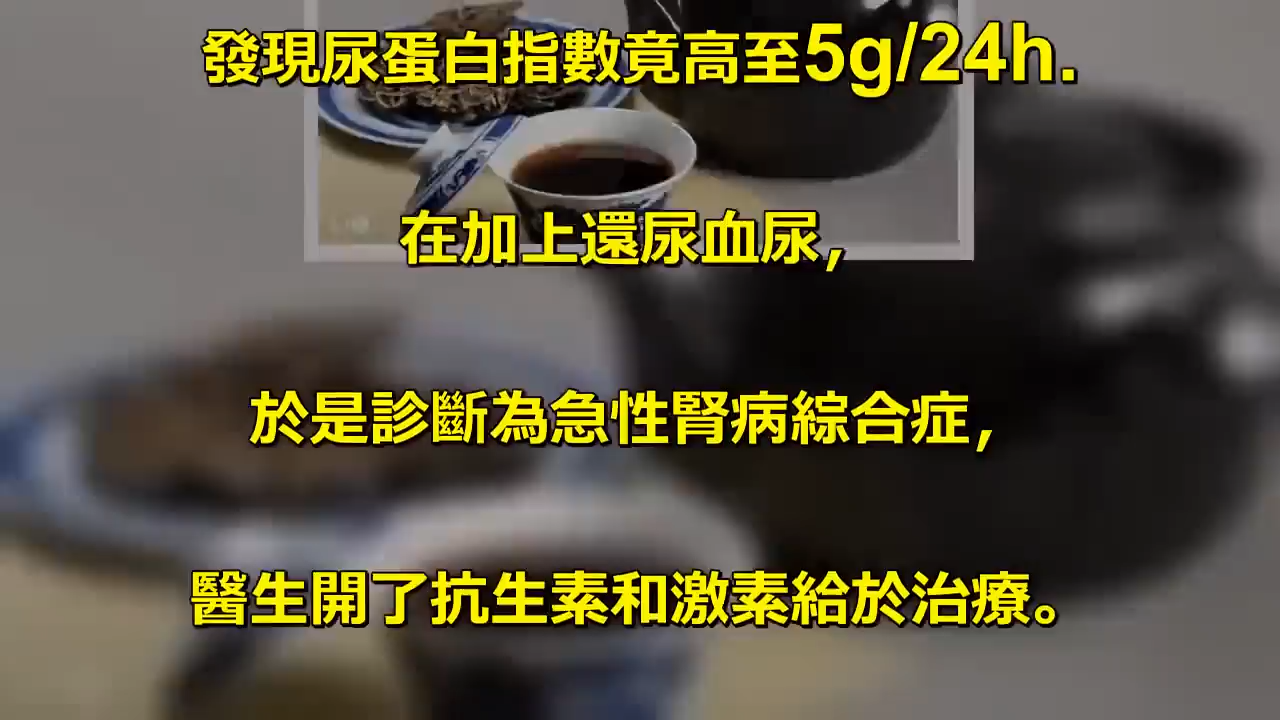 發現尿蛋白指數竟高至5g/24h.
在加上還尿血尿,
於是診斷為急性腎病綜合症,
醫生開了抗生素和激素給於治療。